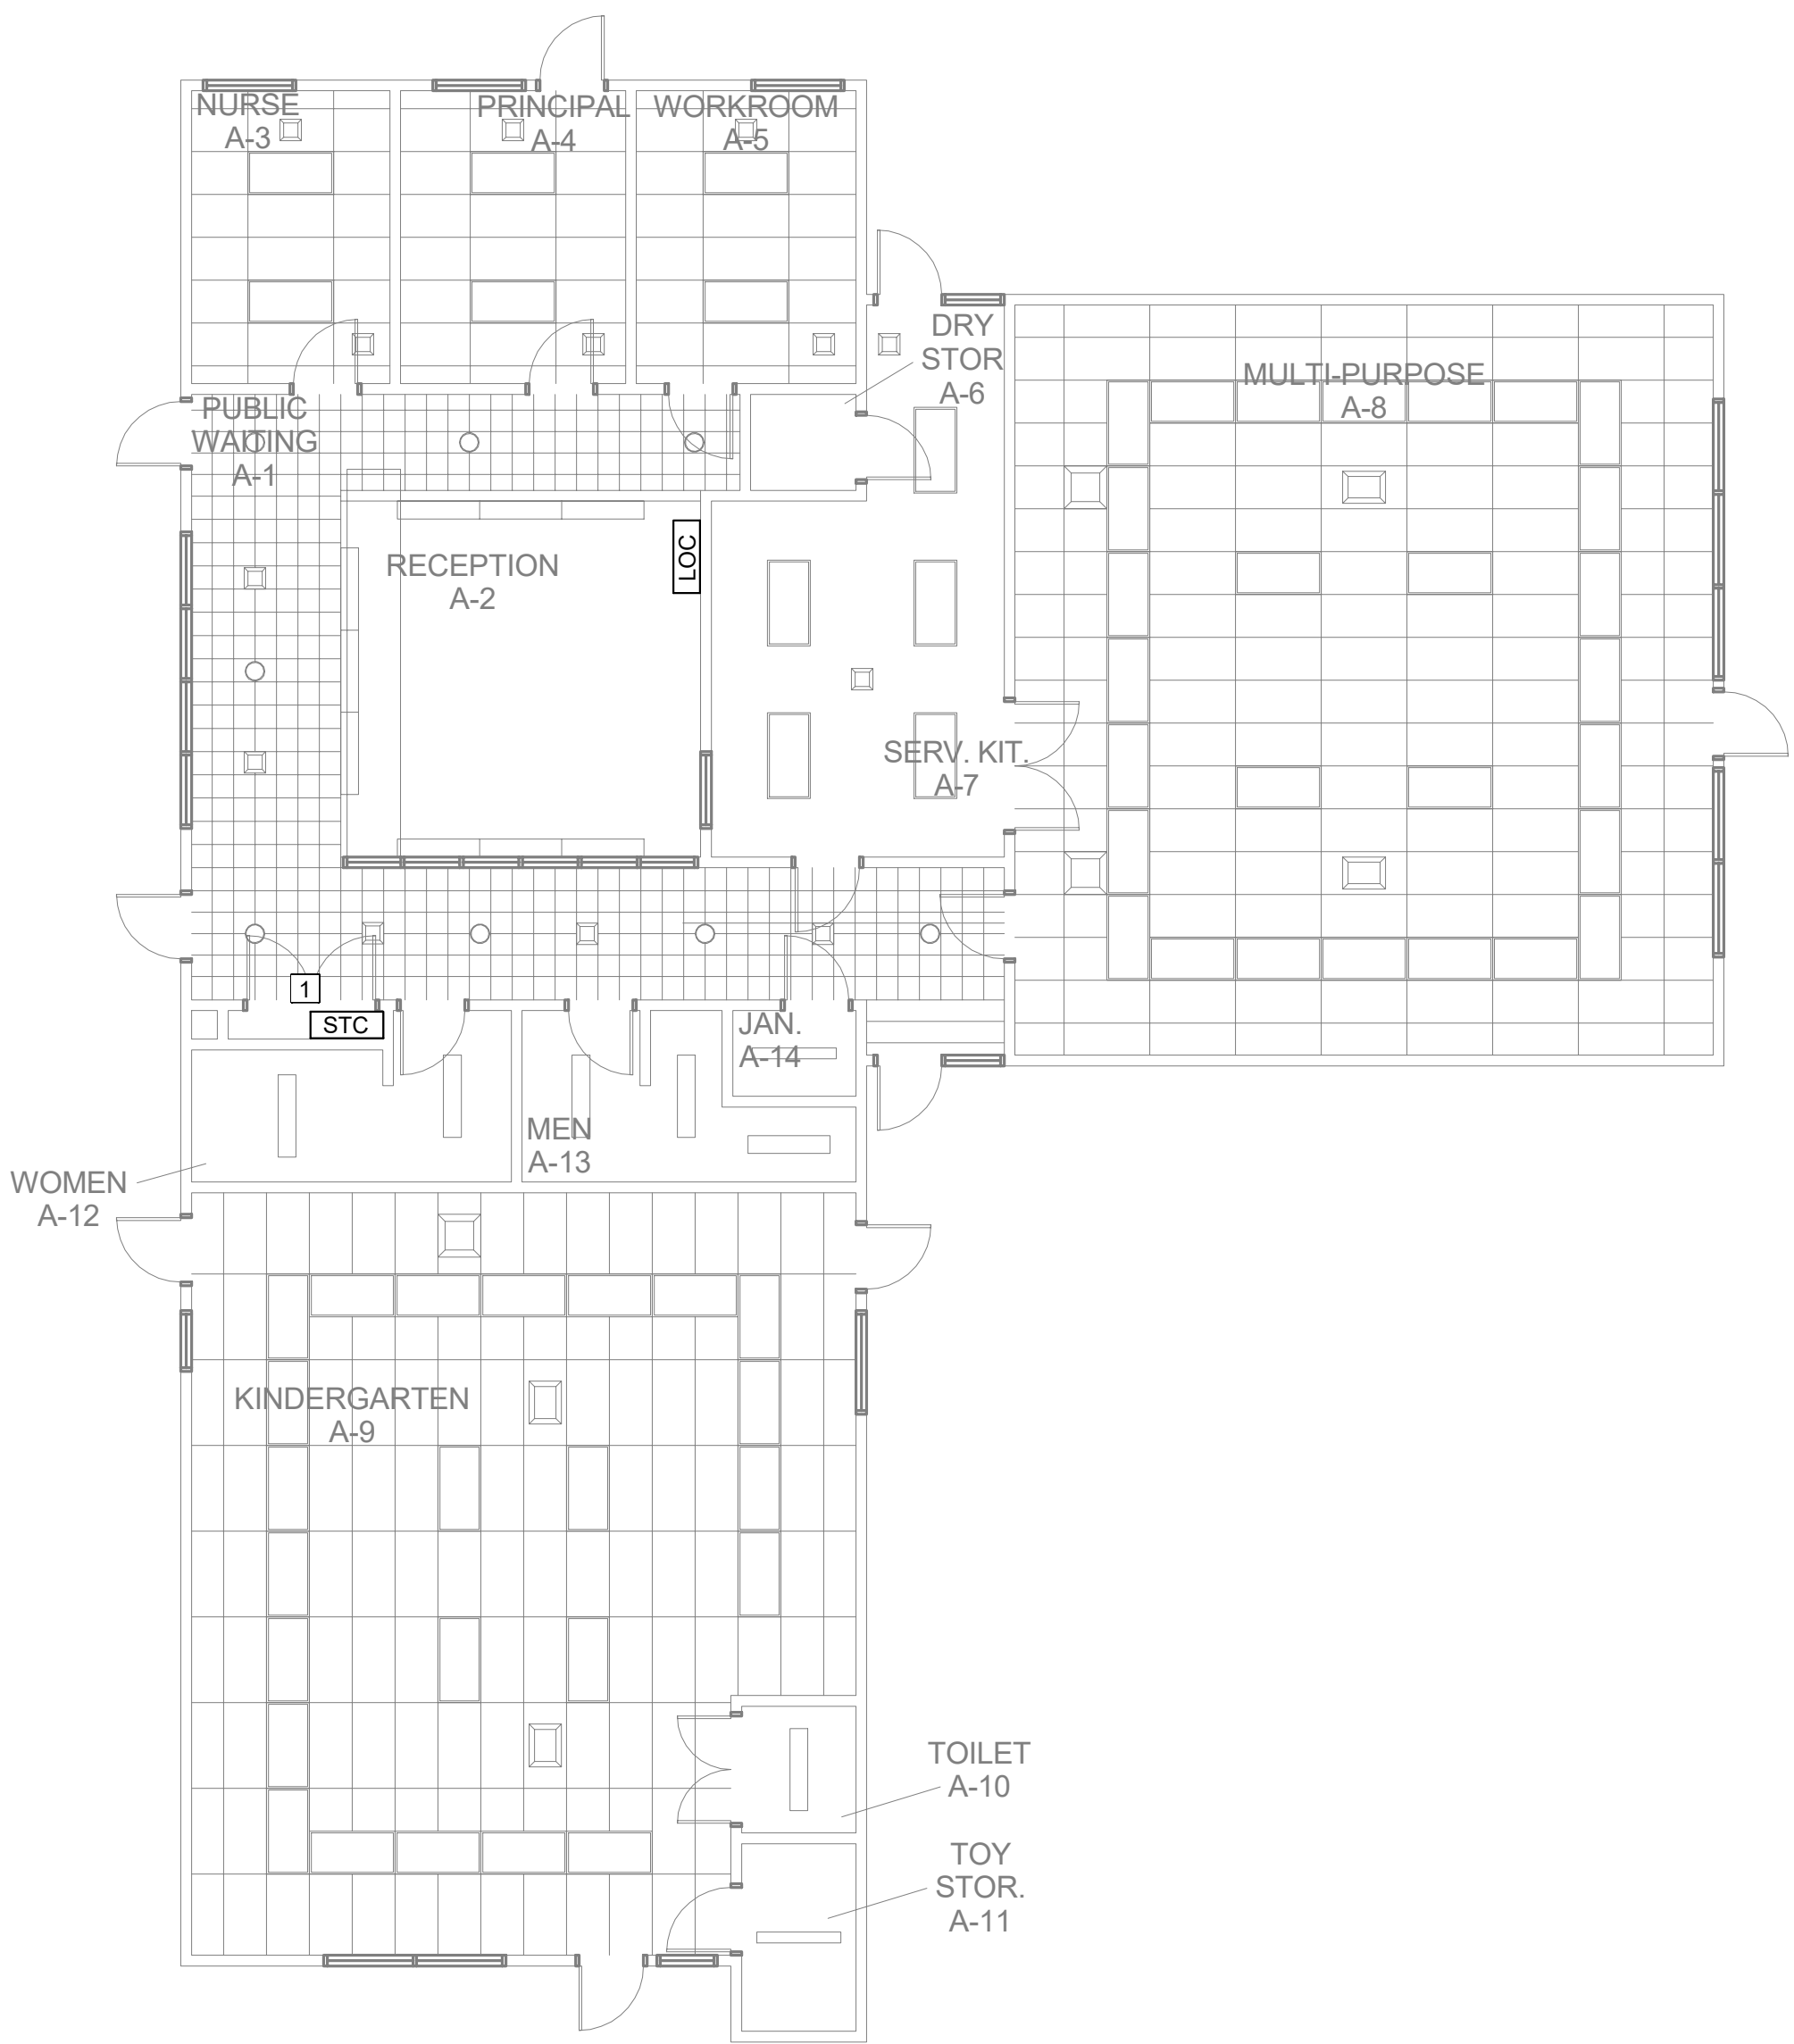 NURSE
A-3
PRINCIPAL
A-4
WORKROOM
A-5
DRY
STOR
A-6
MULTI-PURPOSE
A-8
PUBLIC
WAITING
A-1
RECEPTION
A-2
LOC
SERV. KIT.
A-7
1
STC
JAN.
A-14
MEN
A-13
WOMEN
A-12
KINDERGARTEN
A-9
TOILET
A-10
TOY
STOR.
A-11